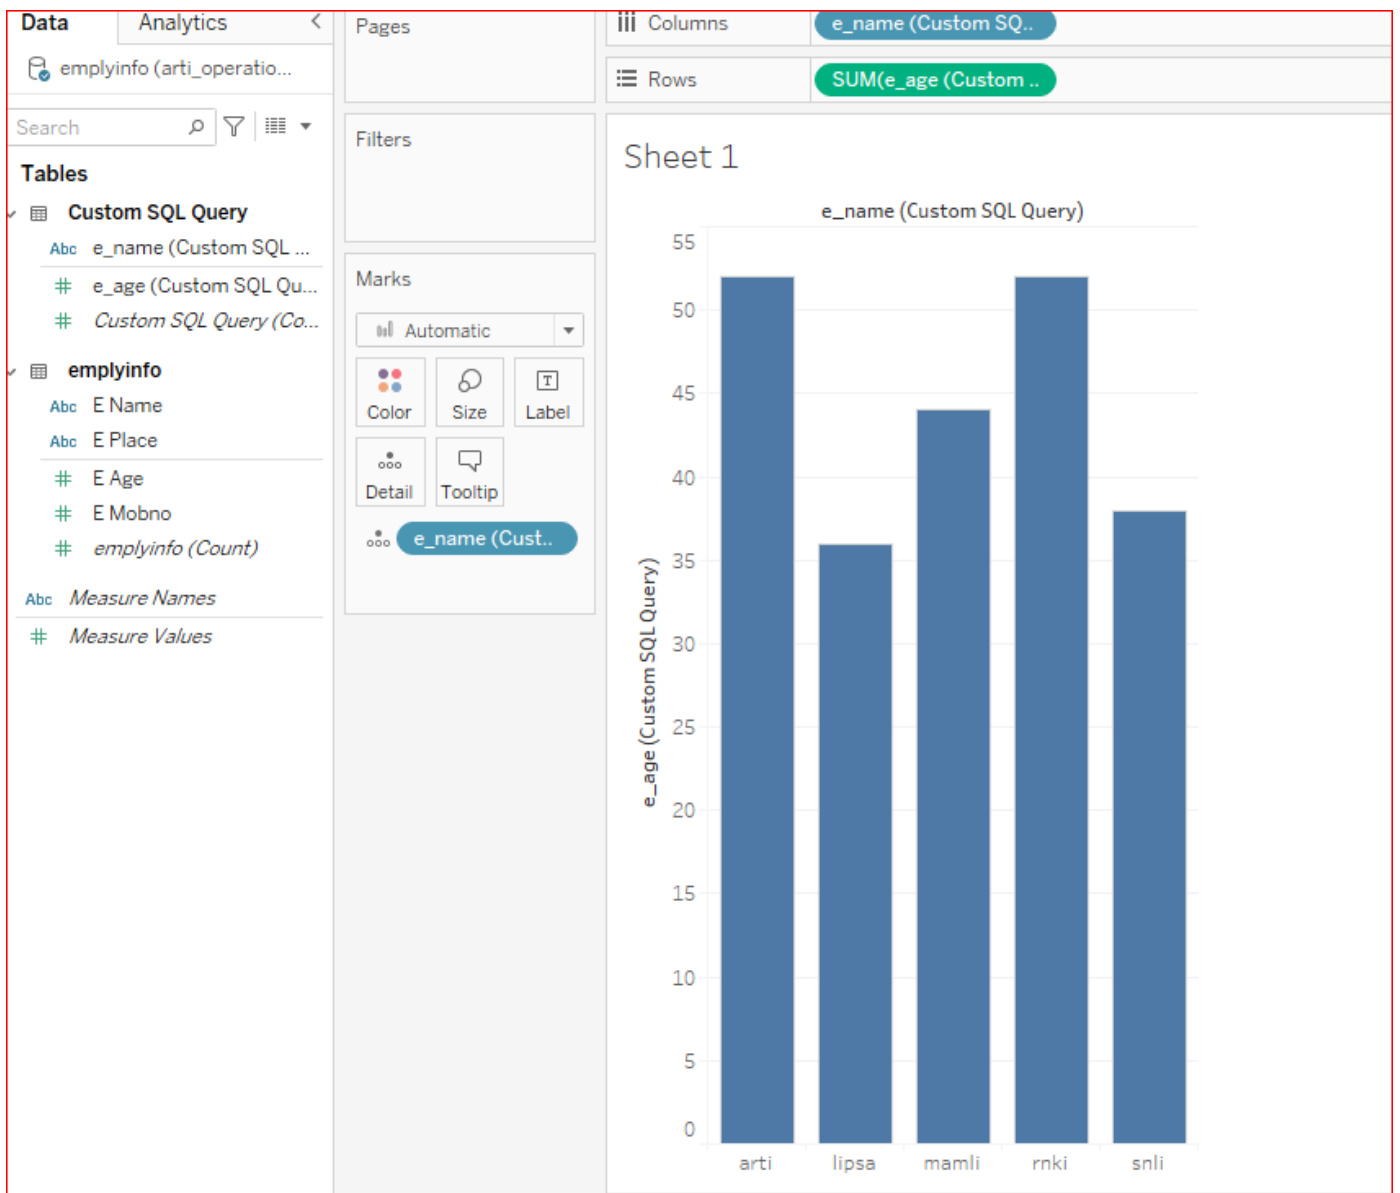 Data Analytics
emplyinfo (arti_operatio...
Search
Tables
Custom SQL Query
Abc e_name (Custom SQL ...
# e_age (Custom SQL Qu...
# Custom SQL Query (Co...
emplyinfo
Abc E Name
Abc E Place
# E Age
# E Mobno
# emplyinfo (Count)
Abc Measure Names
# Measure Values
Pages
Filters
Marks
Automatic
Color Size T Label
Detail Tooltip
e_name (Cust..
Columns e_name (Custom SQ..
Rows SUM(e_age (Custom ..
Sheet 1
e_name (Custom SQL Query)
e_age (Custom SQL Query)
55
50
45
40
35
30
25
20
15
10
5
0
arti lipsa mamli rnki snli